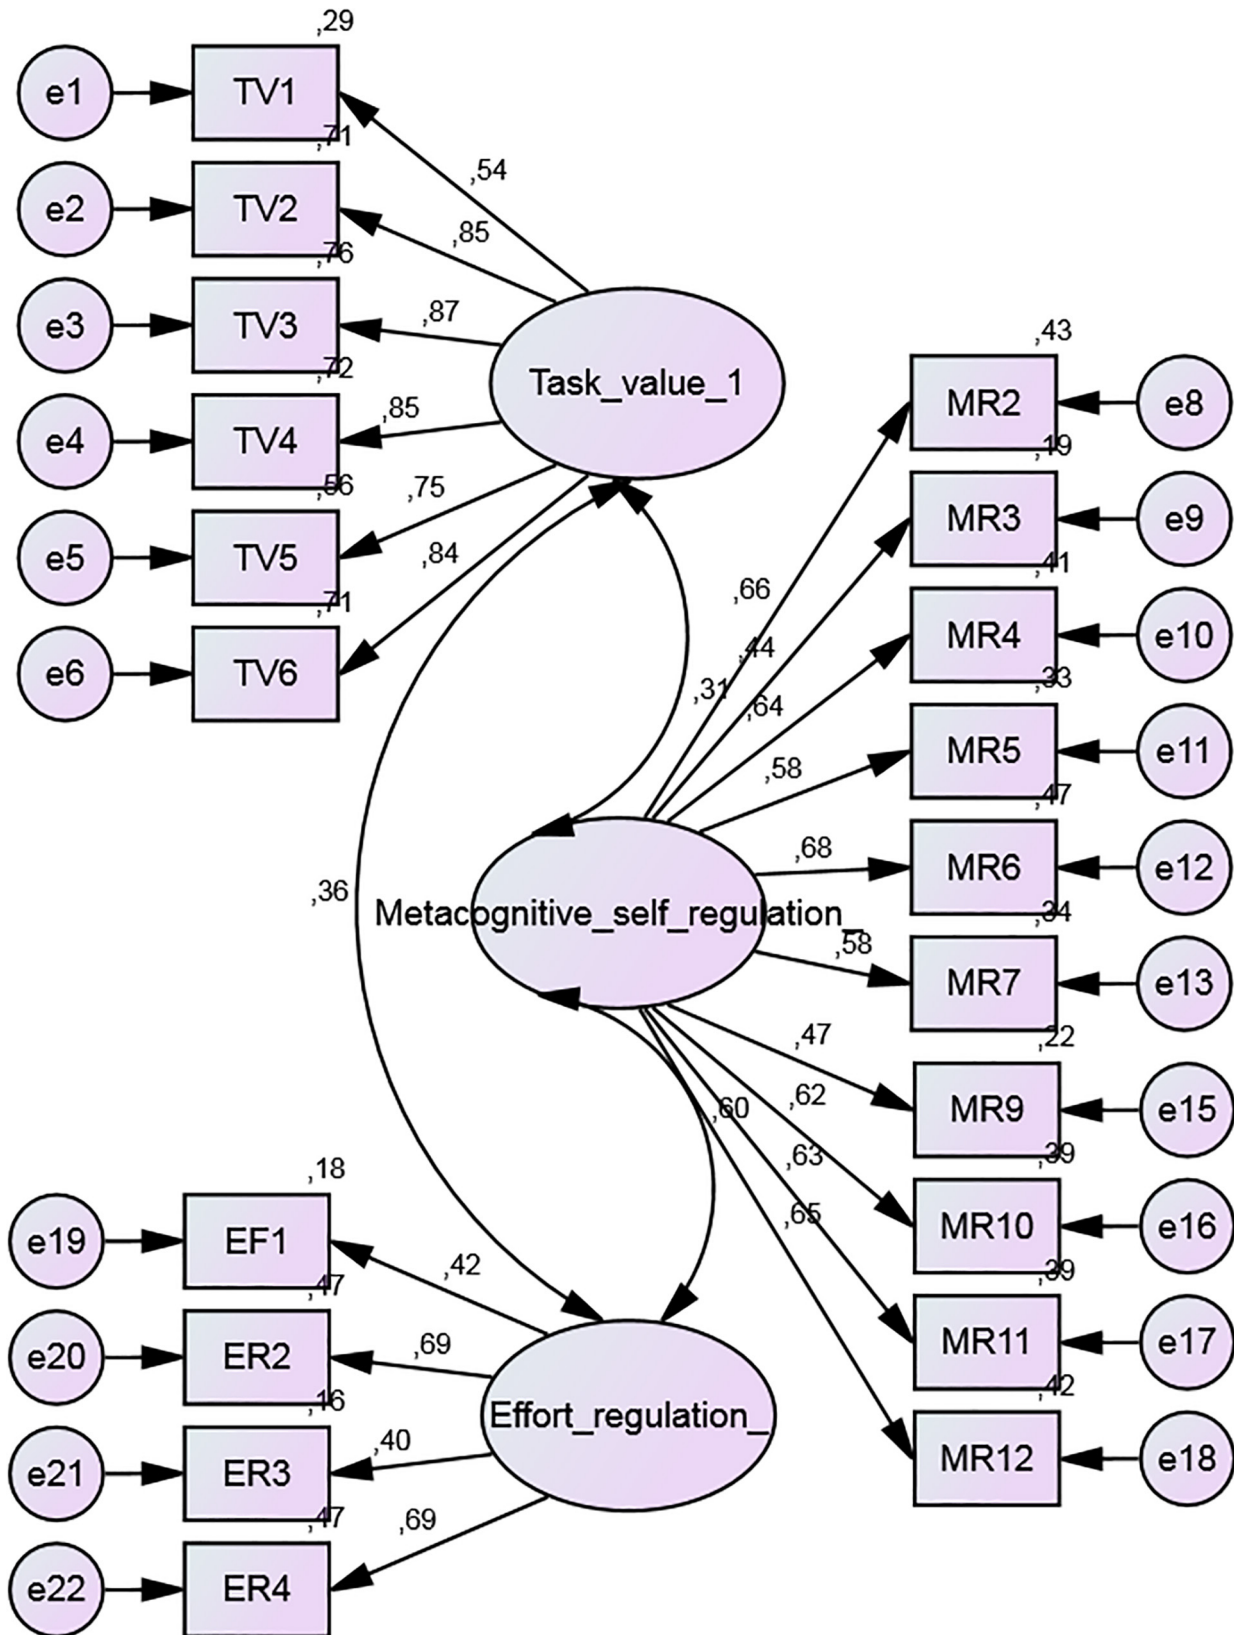 ,29
e1
TV1
,71
,54
e2
TV2
,76
,85
e3
TV3
,72
,87
e4
TV4
,56
,85
e5
TV5
,71
,75
e6
TV6
,84
Task_value_1
,43
MR2
e8
,19
MR3
e9
,41
MR4
e10
,33
MR5
e11
,47
MR6
e12
,34
MR7
e13
,22
MR9
e15
,39
MR10
e16
,39
MR11
e17
,42
MR12
e18
,66
,44
,31
,64
,58
,68
,58
,47
,62
,60
,63
,65
,36
Metacognitive_self_regulation_
,18
e19
EF1
,47
,42
e20
ER2
,16
,69
e21
ER3
,47
,40
e22
ER4
,69
Effort_regulation_